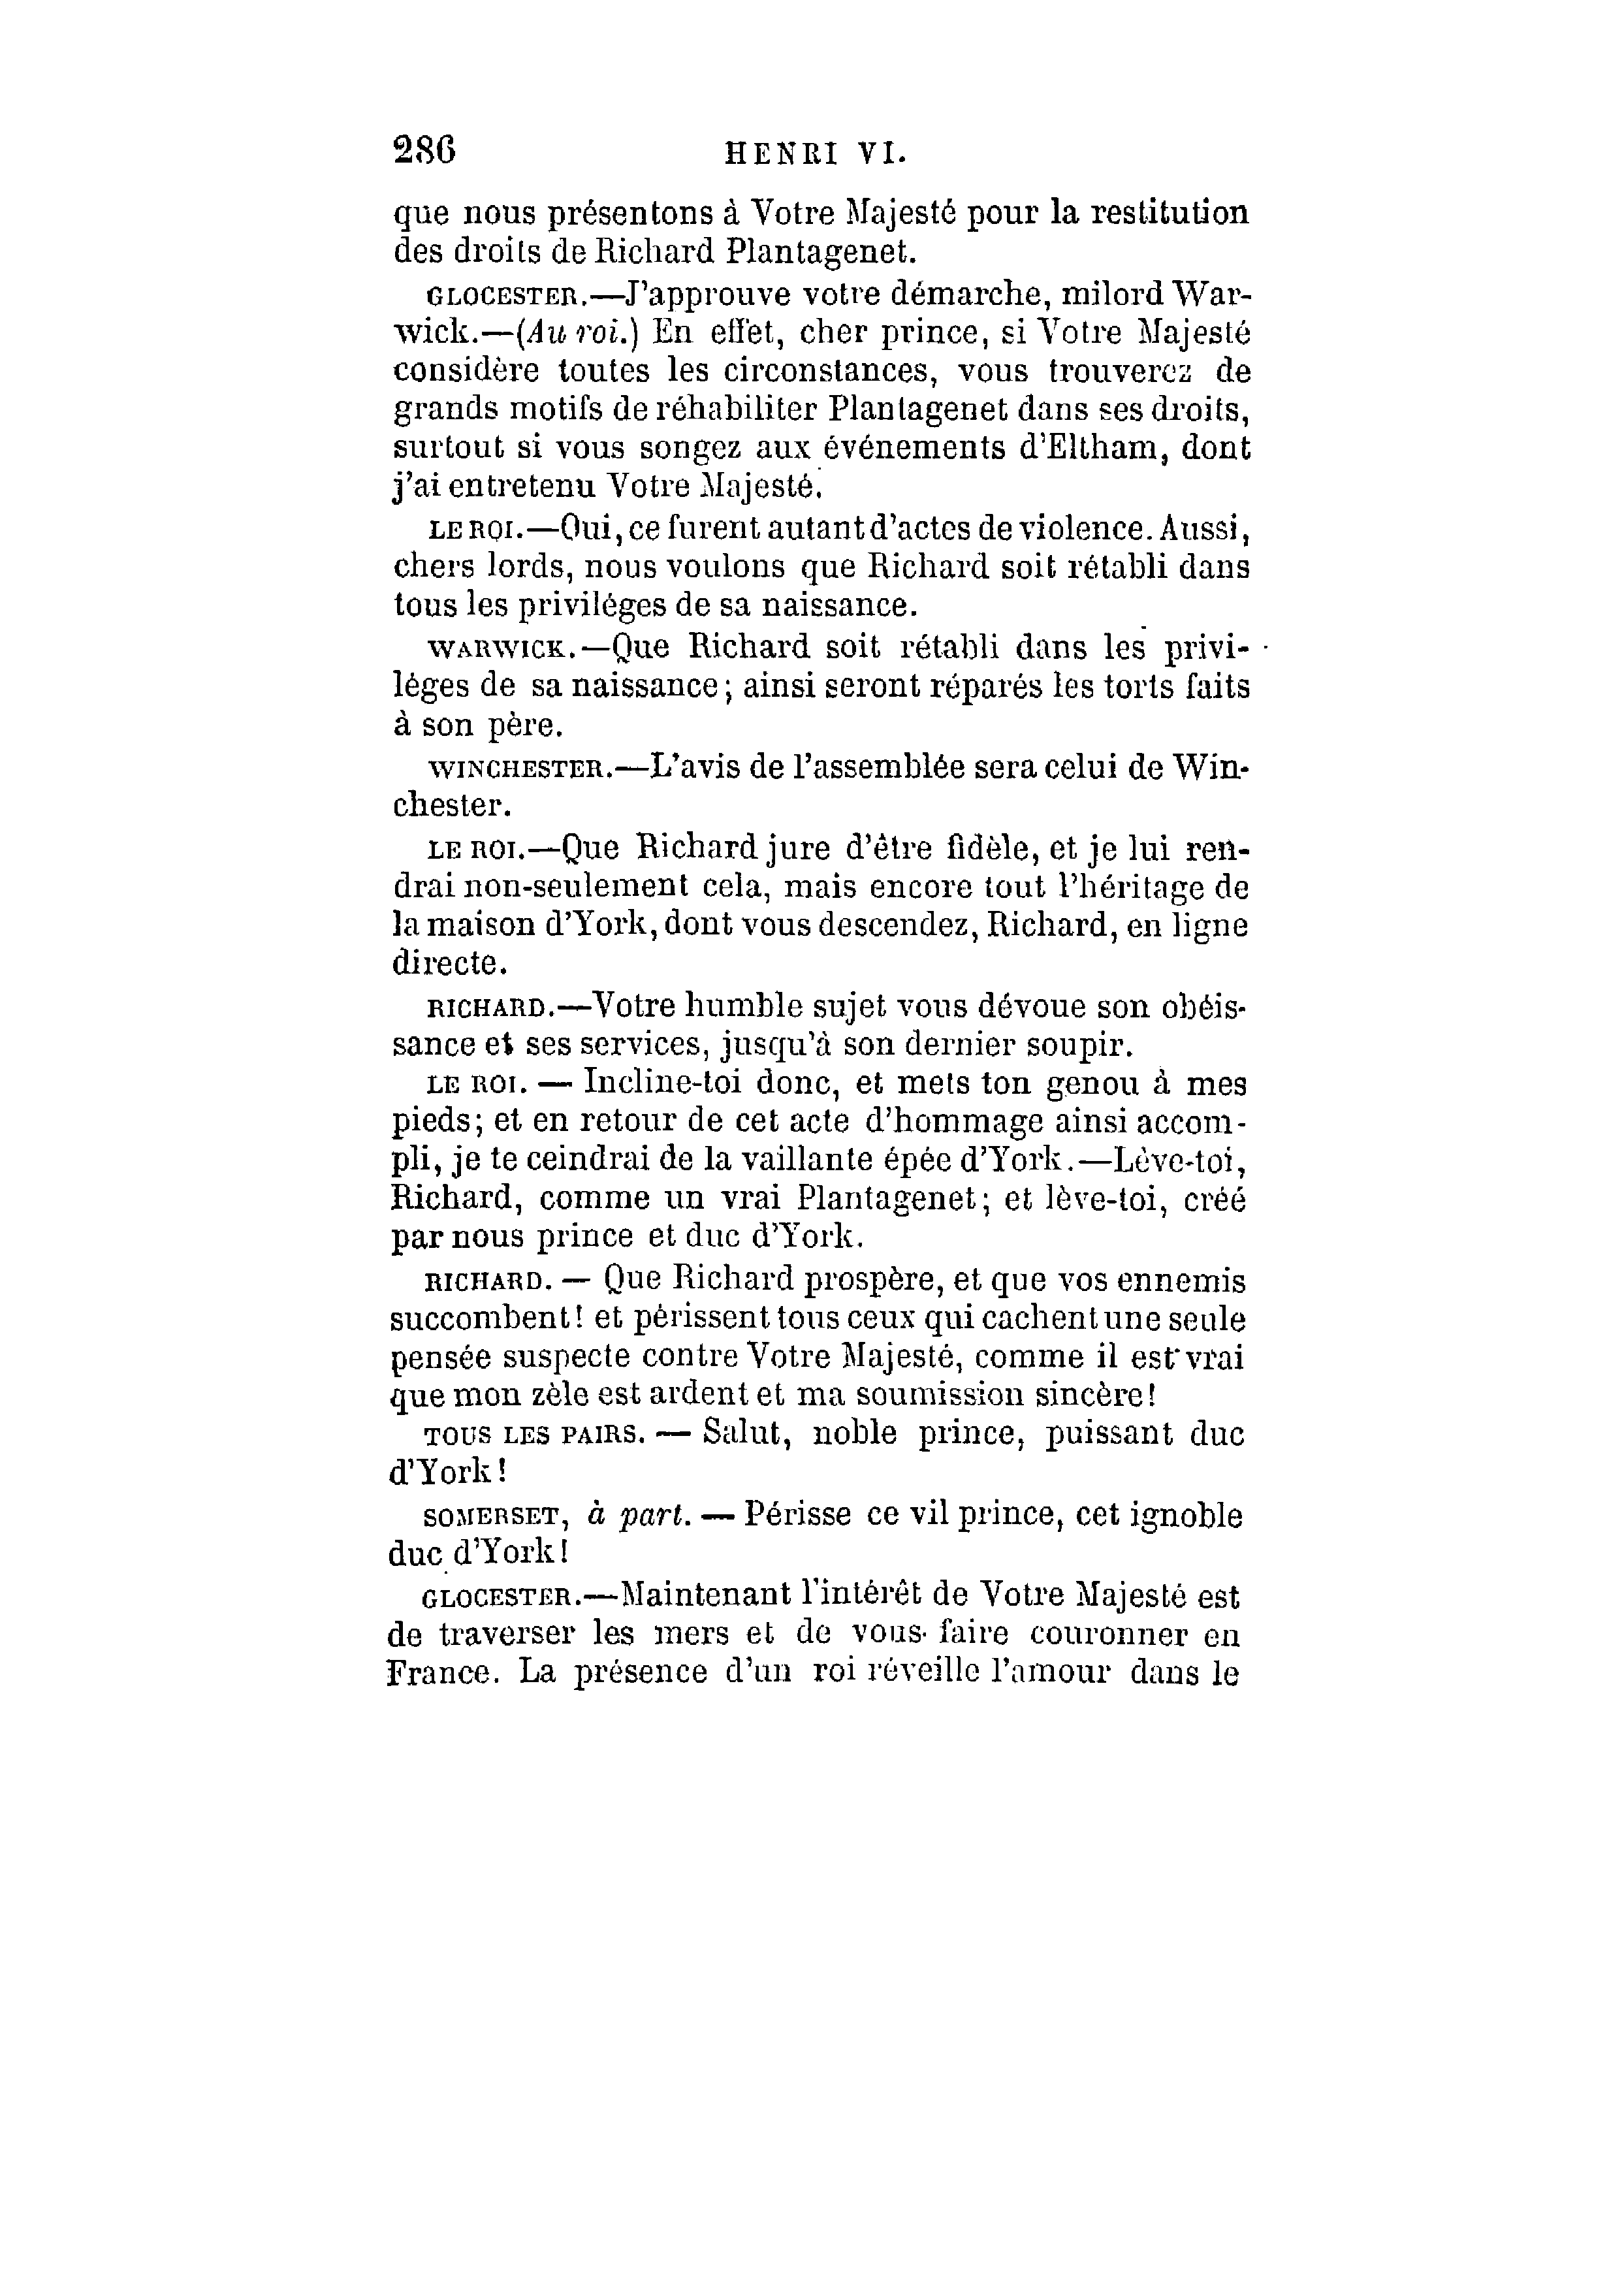 286 HENRI VI.
que nous présentons à Votre Majesté pour la restitution
des droits de Richard Plantagenet.
GLOCESTER.—J'approuve votre démarche, milord War-
wick.—(Au roi.) En effet, cher prince, si Votre Majesté
considère toutes les circonstances, vous trouverez de
grands motifs de réhabiliter Plantagenet dans ses droits,
surtout si vous songez aux événements d'Eltham, dont
j'ai entretenu Votre Majesté.
LE ROI.—Oui, ce furent autant d'actes de violence. Aussi,
chers lords, nous voulons que Richard soit rétabli dans
tous les priviléges de sa naissance.
WARWICK.—Que Richard soit rétabli dans les privi-
léges de sa naissance; ainsi seront réparés les torts faits
à son père.
WINCHESTER.—L'avis de l'assemblée sera celui de Win-
chester.
LE ROI.—Que Richard jure d'être fidèle, et je lui ren-
drai non-seulement cela, mais encore tout l'héritage de
la maison d'York, dont vous descendez, Richard, en ligne
directe.
RICHARD.—Votre humble sujet vous dévoue son obéis-
sance et ses services, jusqu'à son dernier soupir.
LE ROI. — Incline-toi donc, et mets ton genou à mes
pieds; et en retour de cet acte d'hommage ainsi accom-
pli, je te ceindrai de la vaillante épée d'York.—Lève-toi,
Richard, comme un vrai Plantagenet; et lève-toi, créé
par nous prince et duc d'York.
RICHARD. — Que Richard prospère, et que vos ennemis
succombent! et périssent tous ceux qui cachent une seule
pensée suspecte contre Votre Majesté, comme il est vrai
que mon zèle est ardent et ma soumission sincère!
TOUS LES PAIRS. — Salut, noble prince, puissant duc
d'York!
SOMERSET, à part. — Périsse ce vil prince, cet ignoble
duc d'York!
GLOCESTER.—Maintenant l'intérêt de Votre Majesté est
de traverser les mers et de vous faire couronner en
France. La présence d'un roi réveille l'amour dans le